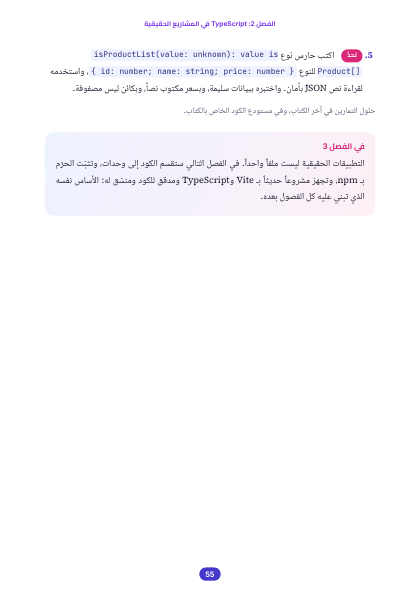 الفصل 2: TypeScript في المشاريع الحقيقية
5. تحدٍّ اكتب حارس نوع isProductList(value: unknown): value is
Product[] للنوع { id: number; name: string; price: number }، واستخدمه
لقراءة نص JSON بأمان. واختبره ببيانات سليمة، وبسعر مكتوب نصاً، وبكائن ليس مصفوفة.
حلول التمارين في آخر الكتاب، وفي مستودع الكود الخاص بالكتاب.
في الفصل 3
التطبيقات الحقيقية ليست ملفاً واحداً. في الفصل التالي ستقسم الكود إلى وحدات، وتثبّت الحزم
بـ npm، وتجهز مشروعاً حديثاً بـ Vite وTypeScript ومدقق للكود ومنسّق له: الأساس نفسه
الذي تبني عليه كل الفصول بعده.
55